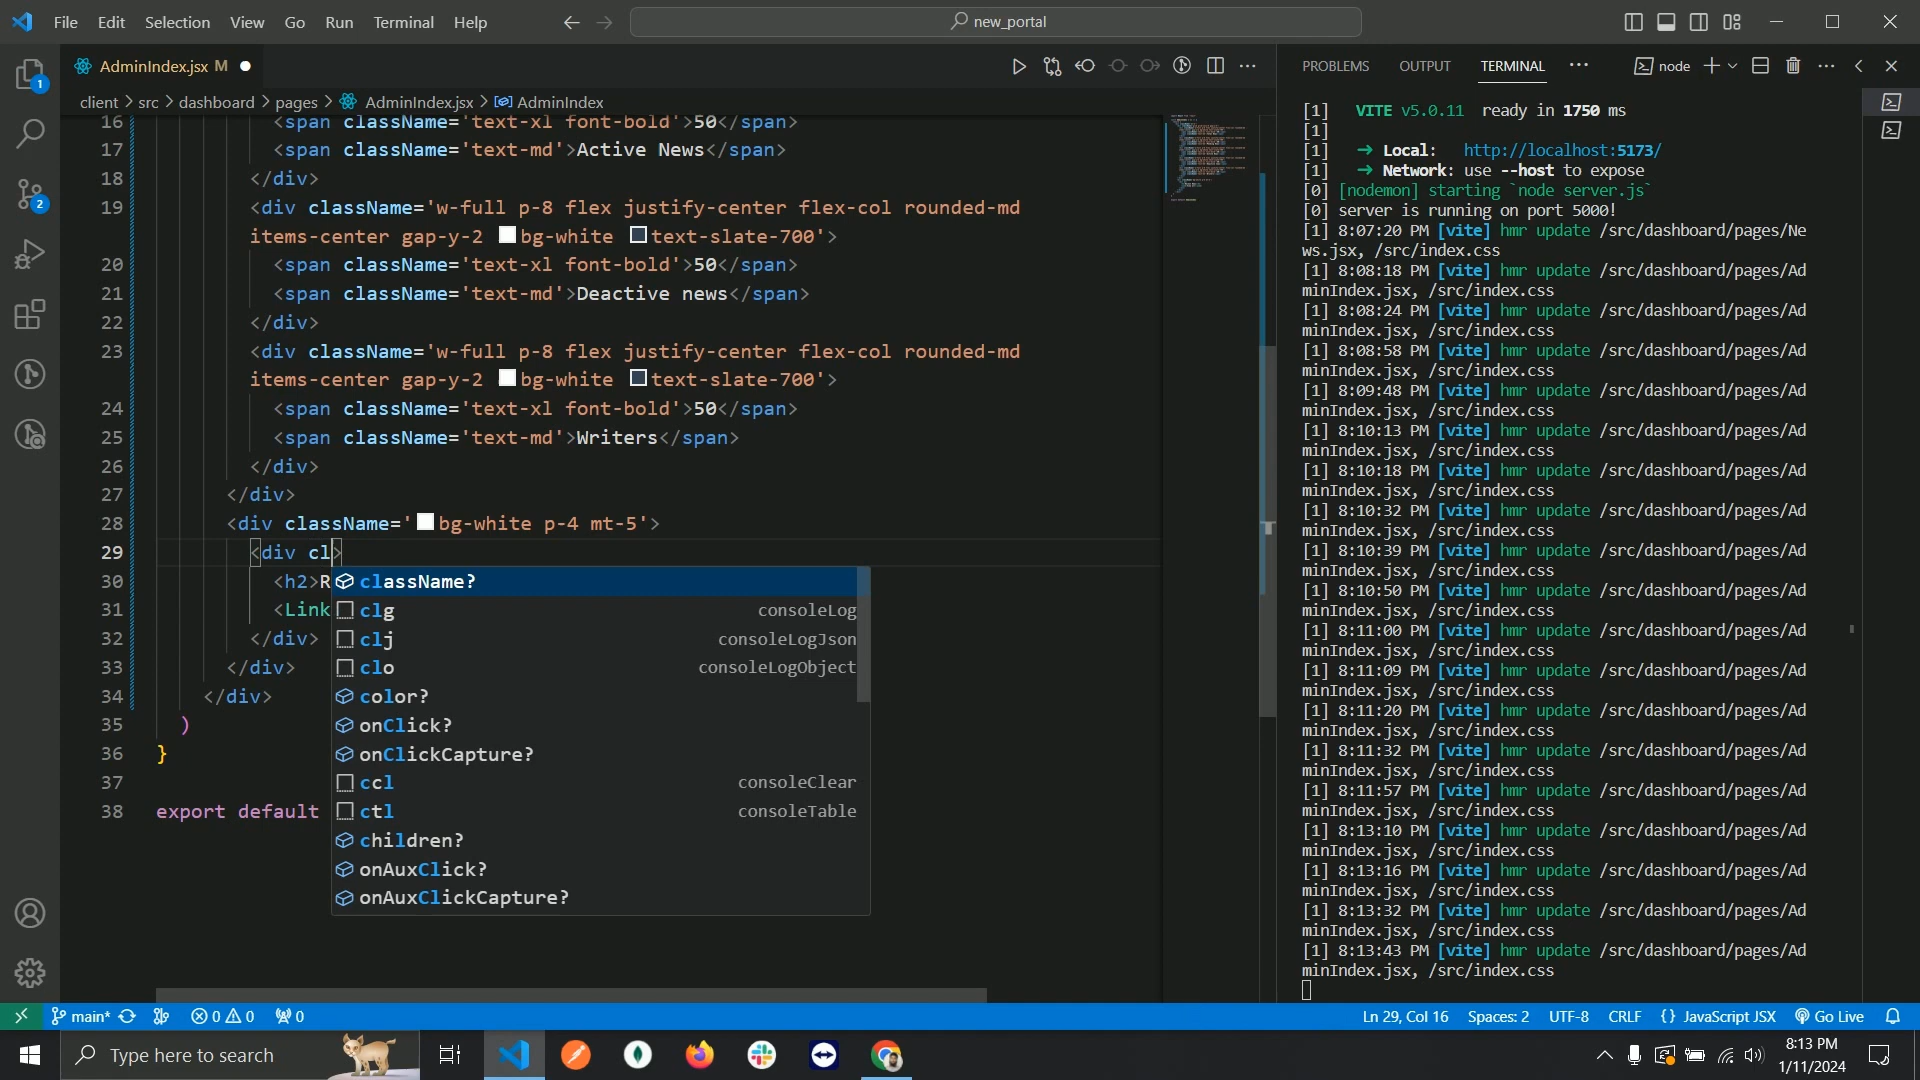 File Edit Selection View Go Run Terminal Help
new_portal
AdminIndex.jsx M
client > src > dashboard > pages > AdminIndex.jsx > AdminIndex
16 <span className='text-xl font-bold'>50</span>
17 <span className='text-md'>Active News</span>
18 </div>
19 <div className='w-full p-8 flex justify-center flex-col rounded-md
items-center gap-y-2 bg-white text-slate-700'>
20 <span className='text-xl font-bold'>50</span>
21 <span className='text-md'>Deactive news</span>
22 </div>
23 <div className='w-full p-8 flex justify-center flex-col rounded-md
items-center gap-y-2 bg-white text-slate-700'>
24 <span className='text-xl font-bold'>50</span>
25 <span className='text-md'>Writers</span>
26 </div>
27 </div>
28 <div className='bg-white p-4 mt-5'>
29 <div cl>
30 <h2>R
31 <Link
32 </div>
33 </div>
34 </div>
35 )
36 }
37
38 export default
className?
clg consoleLog
clj consoleLogJson
clo consoleLogObject
color?
onClick?
onClickCapture?
ccl consoleClear
ctl consoleTable
children?
onAuxClick?
onAuxClickCapture?
PROBLEMS OUTPUT TERMINAL ··· node
[1] VITE v5.0.11 ready in 1750 ms
[1]
[1] ➜ Local: http://localhost:5173/
[1] ➜ Network: use --host to expose
[0] [nodemon] starting `node server.js`
[0] server is running on port 5000!
[1] 8:07:20 PM [vite] hmr update /src/dashboard/pages/Ne
ws.jsx, /src/index.css
[1] 8:08:18 PM [vite] hmr update /src/dashboard/pages/Ad
minIndex.jsx, /src/index.css
[1] 8:08:24 PM [vite] hmr update /src/dashboard/pages/Ad
minIndex.jsx, /src/index.css
[1] 8:08:58 PM [vite] hmr update /src/dashboard/pages/Ad
minIndex.jsx, /src/index.css
[1] 8:09:48 PM [vite] hmr update /src/dashboard/pages/Ad
minIndex.jsx, /src/index.css
[1] 8:10:13 PM [vite] hmr update /src/dashboard/pages/Ad
minIndex.jsx, /src/index.css
[1] 8:10:18 PM [vite] hmr update /src/dashboard/pages/Ad
minIndex.jsx, /src/index.css
[1] 8:10:32 PM [vite] hmr update /src/dashboard/pages/Ad
minIndex.jsx, /src/index.css
[1] 8:10:39 PM [vite] hmr update /src/dashboard/pages/Ad
minIndex.jsx, /src/index.css
[1] 8:10:50 PM [vite] hmr update /src/dashboard/pages/Ad
minIndex.jsx, /src/index.css
[1] 8:11:00 PM [vite] hmr update /src/dashboard/pages/Ad
minIndex.jsx, /src/index.css
[1] 8:11:09 PM [vite] hmr update /src/dashboard/pages/Ad
minIndex.jsx, /src/index.css
[1] 8:11:20 PM [vite] hmr update /src/dashboard/pages/Ad
minIndex.jsx, /src/index.css
[1] 8:11:32 PM [vite] hmr update /src/dashboard/pages/Ad
minIndex.jsx, /src/index.css
[1] 8:11:57 PM [vite] hmr update /src/dashboard/pages/Ad
minIndex.jsx, /src/index.css
[1] 8:13:10 PM [vite] hmr update /src/dashboard/pages/Ad
minIndex.jsx, /src/index.css
[1] 8:13:16 PM [vite] hmr update /src/dashboard/pages/Ad
minIndex.jsx, /src/index.css
[1] 8:13:32 PM [vite] hmr update /src/dashboard/pages/Ad
minIndex.jsx, /src/index.css
[1] 8:13:43 PM [vite] hmr update /src/dashboard/pages/Ad
minIndex.jsx, /src/index.css
1
2
main* 0 0 0 Ln 29, Col 16 Spaces: 2 UTF-8 CRLF {} JavaScript JSX Go Live
Type here to search
8:13 PM
1/11/2024